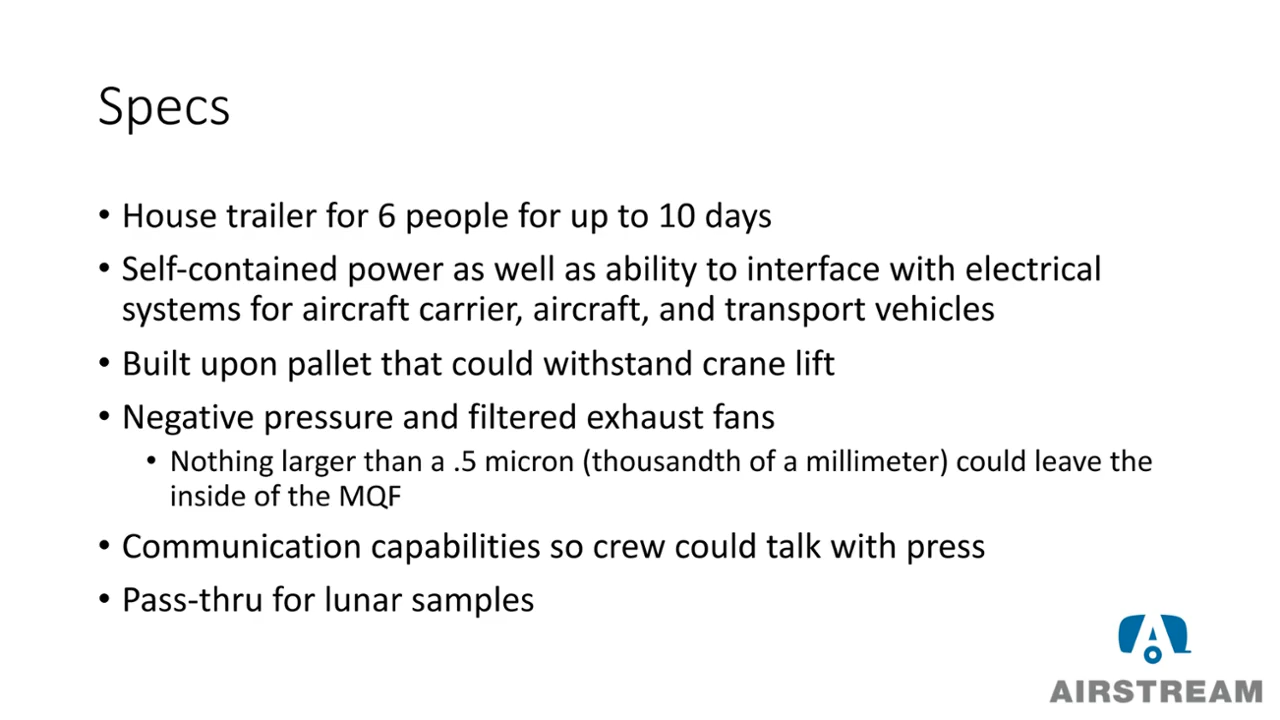 Specs
• House trailer for 6 people for up to 10 days
• Self-contained power as well as ability to interface with electrical
systems for aircraft carrier, aircraft, and transport vehicles
• Built upon pallet that could withstand crane lift
• Negative pressure and filtered exhaust fans
• Nothing larger than a .5 micron (thousandth of a millimeter) could leave the
inside of the MQF
• Communication capabilities so crew could talk with press
• Pass-thru for lunar samples
AIRSTREAM